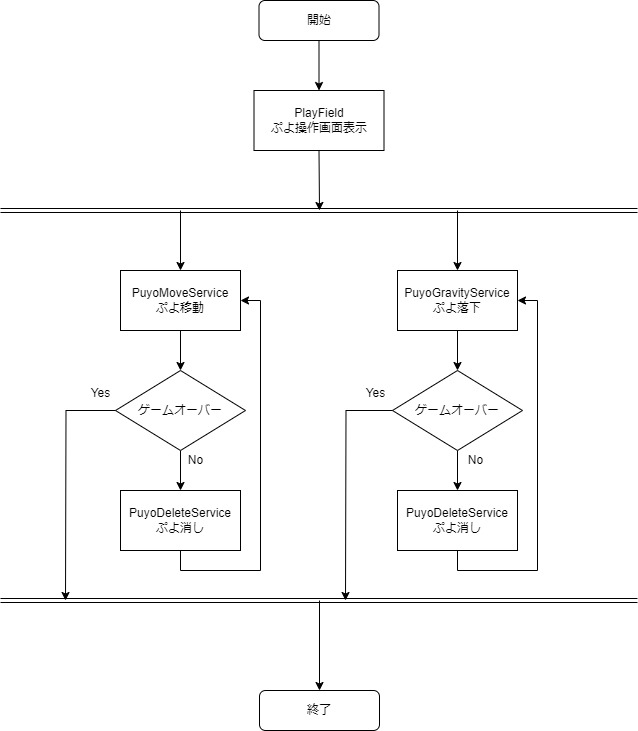 開始
PlayField
ぷよ操作画面表示
PuyoMoveService
ぷよ移動
PuyoGravityService
ぷよ落下
Yes
ゲームオーバー
No
Yes
ゲームオーバー
No
PuyoDeleteService
ぷよ消し
PuyoDeleteService
ぷよ消し
終了